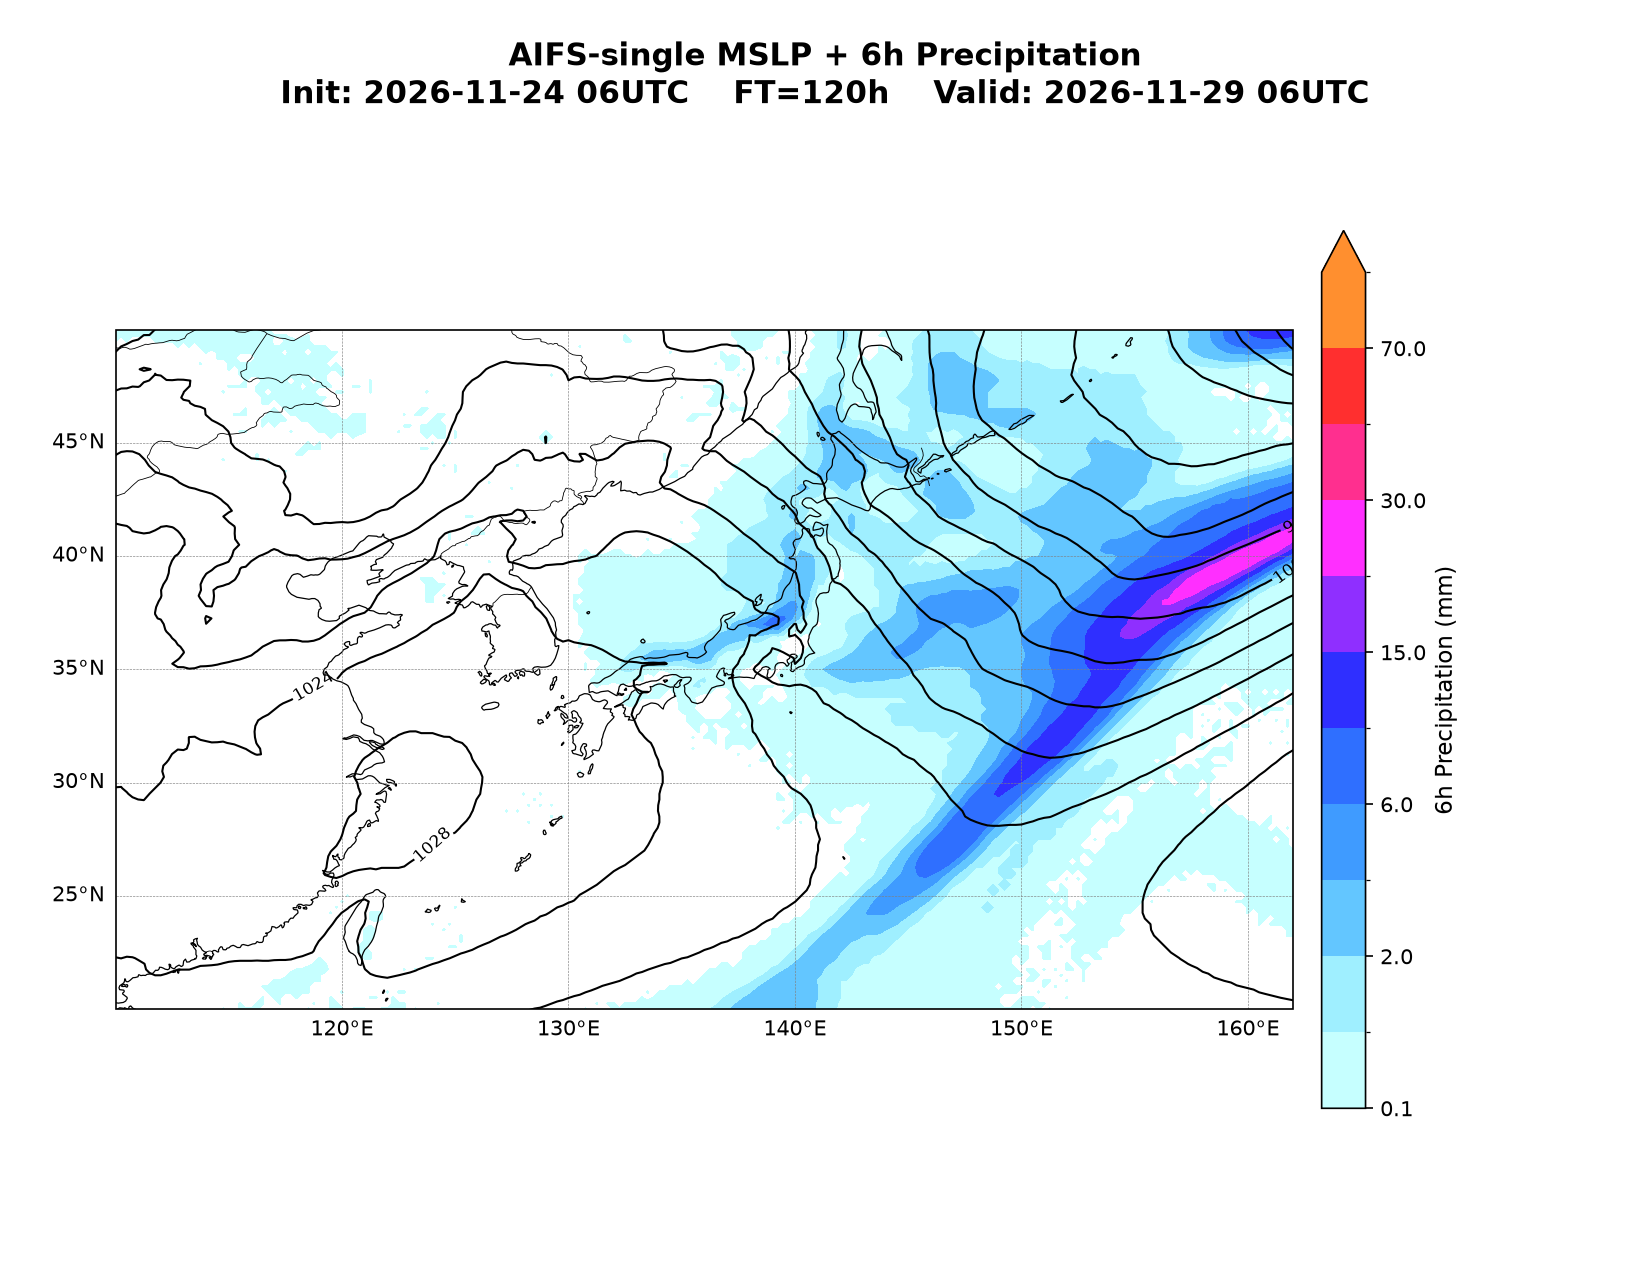 AIFS-single MSLP + 6h Precipitation
Init: 2026-11-24 06UTC    FT=120h    Valid: 2026-11-29 06UTC
70.0
30.0
15.0
6.0
2.0
0.1
6h Precipitation (mm)
45°N
40°N
35°N
30°N
25°N
1024
1028
120°E
130°E
140°E
150°E
160°E